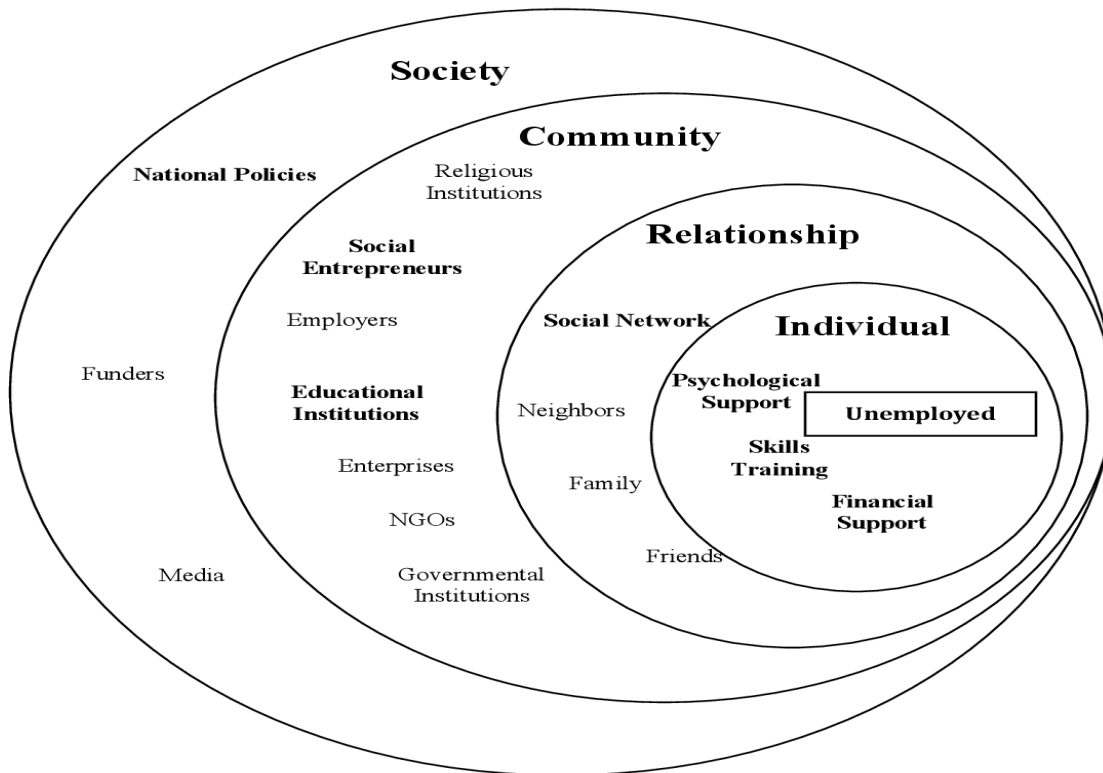 Society
National Policies
Funders
Media
Community
Religious
Institutions
Social
Entrepreneurs
Employers
Educational
Institutions
Enterprises
NGOs
Governmental
Institutions
Relationship
Social Network
Neighbors
Family
Friends
Individual
Psychological
Support
Unemployed
Skills
Training
Financial
Support